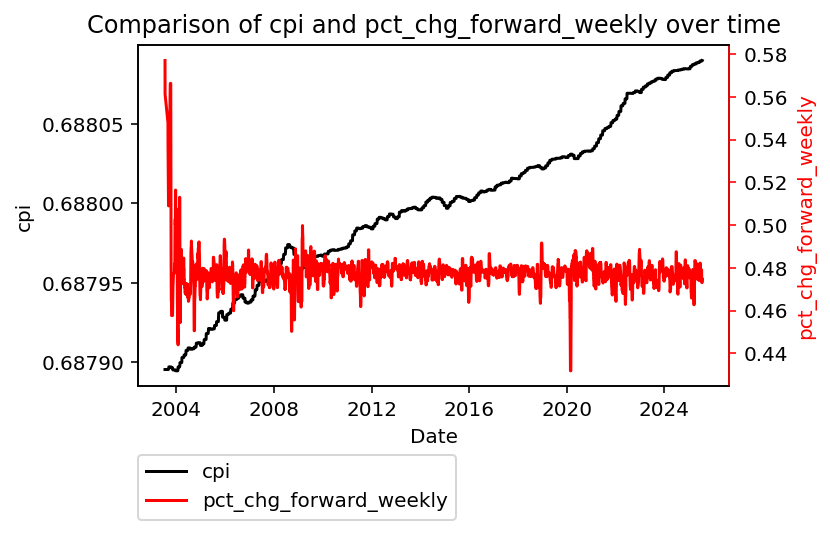 Comparison of cpi and pct_chg_forward_weekly over time
0.68805
0.68800
0.68795
0.68790
cpi
0.58
0.56
0.54
0.52
0.50
0.48
0.46
0.44
pct_chg_forward_weekly
2004 2008 2012 2016 2020 2024
Date
cpi
pct_chg_forward_weekly